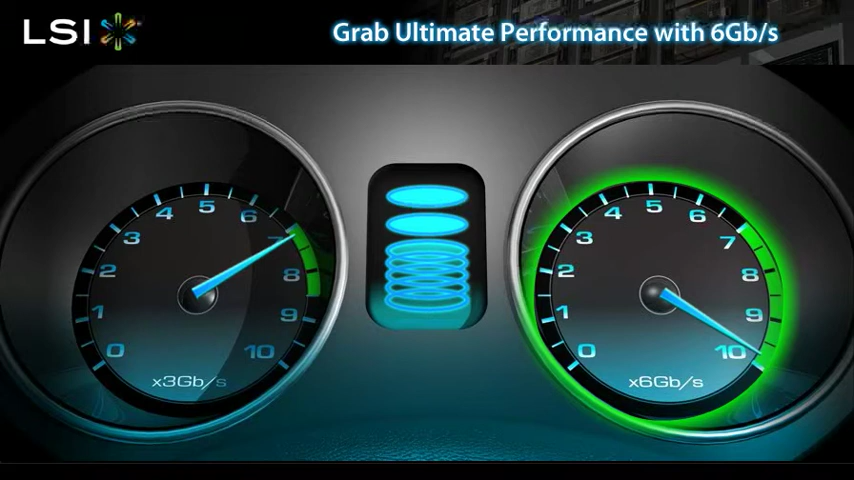 LSI
Grab Ultimate Performance with 6Gb/s
0 1 2 3 4 5 6 7 8 9 10
x3Gb/s
0 1 2 3 4 5 6 7 8 9 10
x6Gb/s